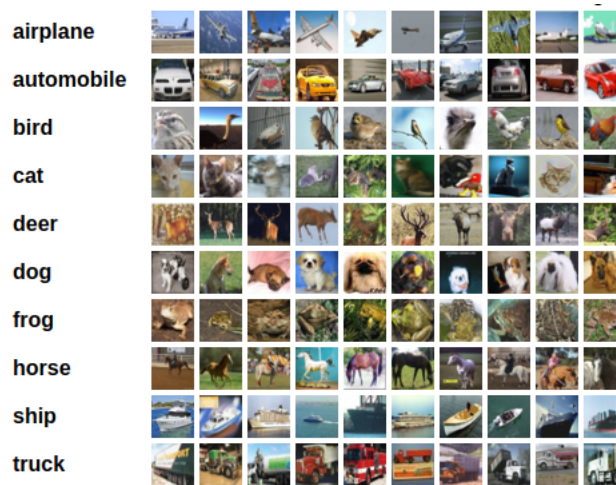 airplane
automobile
bird
cat
deer
dog
frog
horse
ship
truck